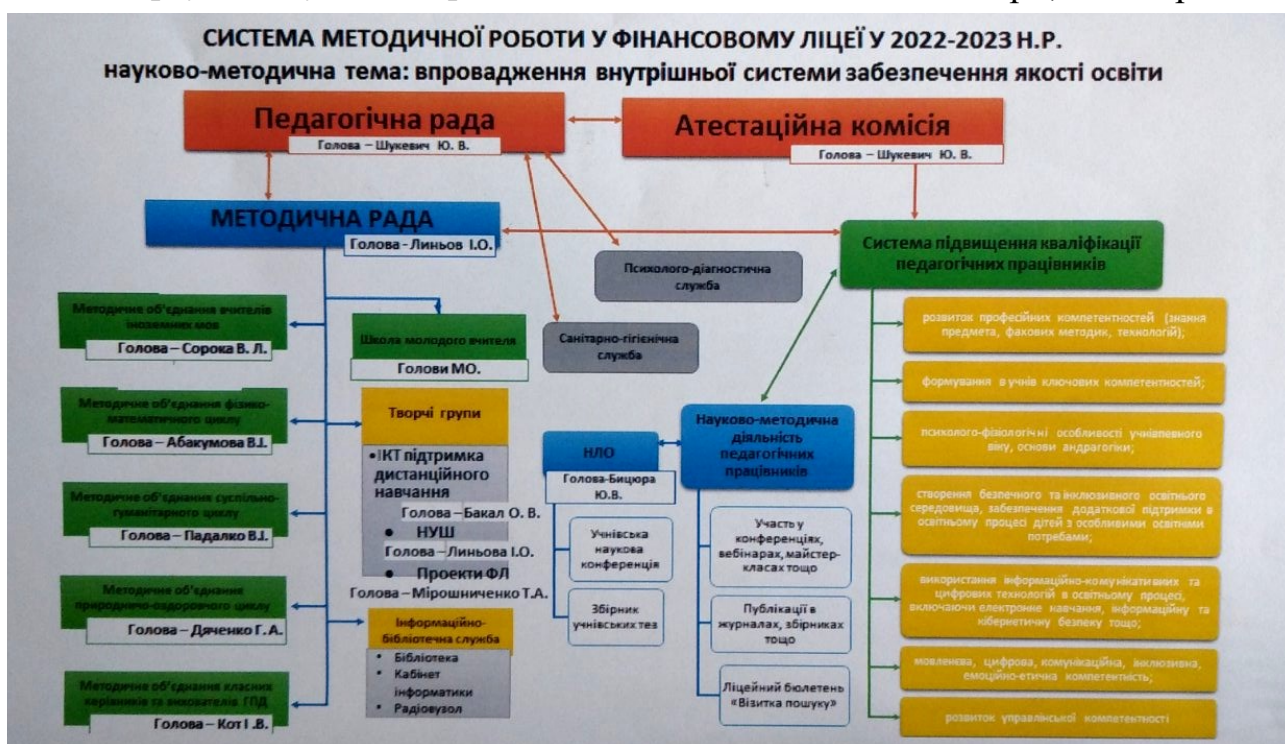 СИСТЕМА МЕТОДИЧНОЇ РОБОТИ У ФІНАНСОВОМУ ЛІЦЕЇ У 2022-2023 Н.Р.
науково-методична тема: впровадження внутрішньої системи забезпечення якості освіти
Педагогічна рада
Голова – Шукевич Ю. В.
Атестаційна комісія
Голова – Шукевич Ю. В.
МЕТОДИЧНА РАДА
Голова - Линьов І.О.
Методичне об'єднання вчителів
іноземних мов
Голова – Сорока В. Л.
Методичне об'єднання фізико-
математичного циклу
Голова – Абакумова В.І.
Методичне об'єднання суспільно-
гуманітарного циклу
Голова – Падалко В.І.
Методичне об'єднання
природничо-оздоровчого циклу
Голова – Дяченко Г. А.
Методичне об'єднання класних
керівників та вихователів ГПД
Голова – Кот І .В.
Школа молодого вчителя
Голови МО.
Творчі групи
•ІКТ підтримка
дистанційного
навчання
Голова – Бакал О. В.
• НУШ
Голова – Линьова І.О.
• Проекти ФЛ
Голова – Мірошниченко Т.А.
Інформаційно-
бібліотечна служба
• Бібліотека
• Кабінет
інформатики
• Радіовузол
Психолого-діагностична
служба
Санітарно-гігієнічна
служба
НЛО
Голова-Бицюра
Ю.В.
Учнівська
наукова
конференція
Збірник
учнівських тез
Науково-методична
діяльність
педагогічних
працівників
Участь у
конференціях,
вебінарах, майстер-
класах тощо
Публікації в
журналах, збірниках
тощо
Ліцейний бюлетень
«Візитка пошуку»
Система підвищення кваліфікації
педагогічних працівників
розвиток професійних компетентностей (знання
предмета, фахових методик, технологій);
формування в учнів ключових компетентностей;
психолого-фізіологічні особливості учнівпевного
віку, основи андрагогіки;
створення безпечного та інклюзивного освітнього
середовища, забезпечення додаткової підтримки в
освітньому процесі дітей з особливими освітніми
потребами;
використання інформаційно-комунікативних та
цифрових технологій в освітньому процесі,
включаючи електронне навчання, інформаційну та
кібернетичну безпеку тощо;
мовленєва, цифрова, комунікаційна, інклюзивна,
емоційно-етична компетентність;
розвиток управлінської компетентності